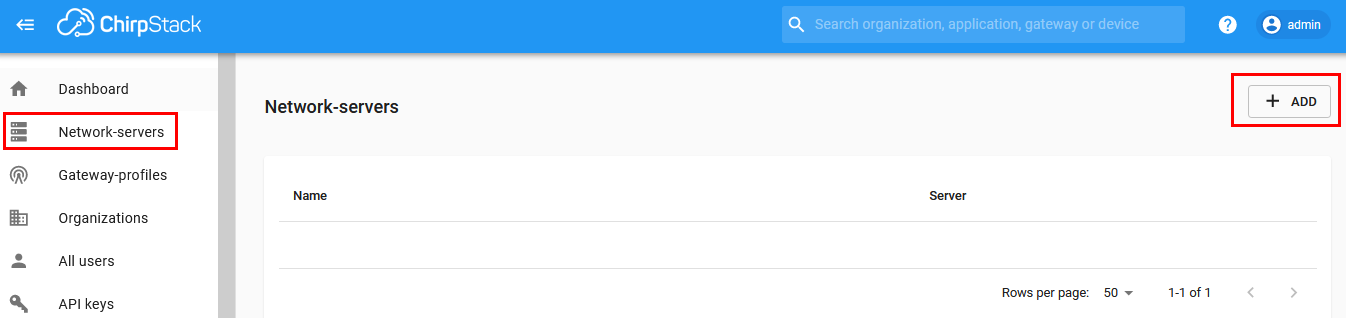 ChirpStack
Search organization, application, gateway or device
? admin
Dashboard
Network-servers
Gateway-profiles
Organizations
All users
API keys
Network-servers
+ ADD
Name Server
Rows per page: 50 1-1 of 1